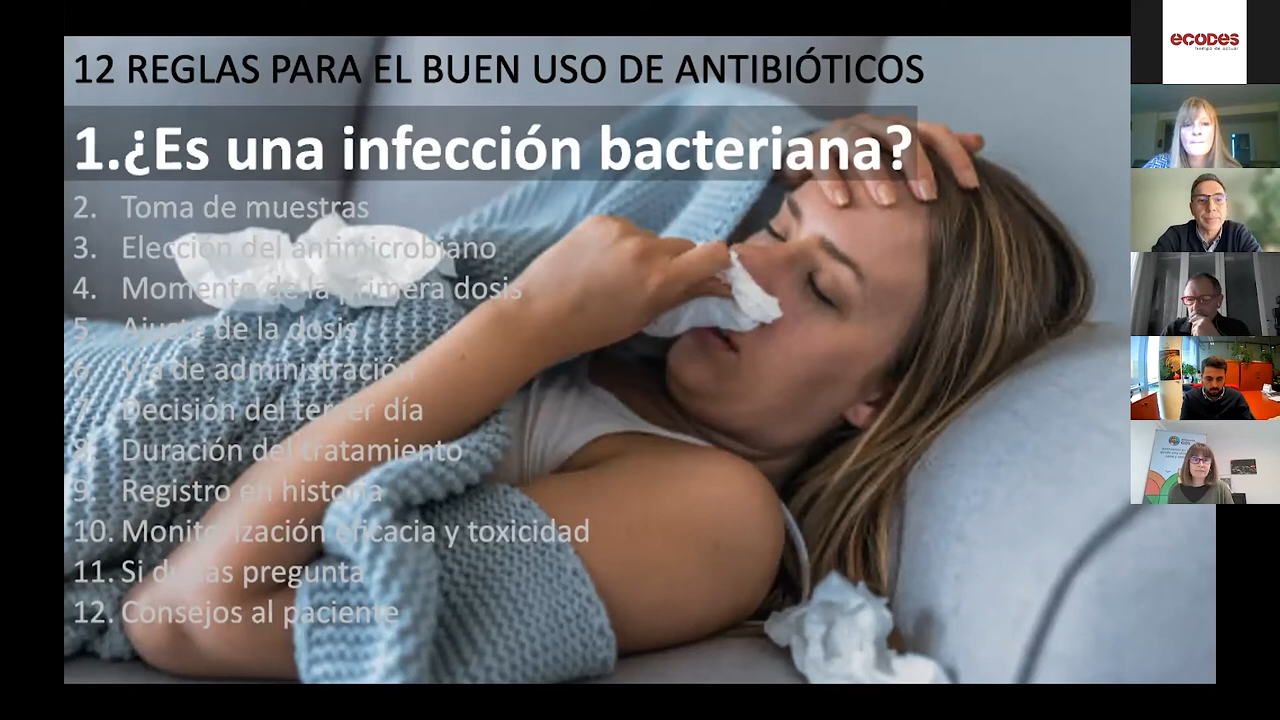 12 REGLAS PARA EL BUEN USO DE ANTIBIÓTICOS
1.¿Es una infección bacteriana?
2. Toma de muestras
3. Elección del antimicrobiano
4. Momento de la primera dosis
5. Ajuste de la dosis
6. Vía de administración
7. Decisión del tercer día
8. Duración del tratamiento
9. Registro en historia
10. Monitorización eficacia y toxicidad
11. Si dudas pregunta
12. Consejos al paciente
ecodes
tiempo de actuar